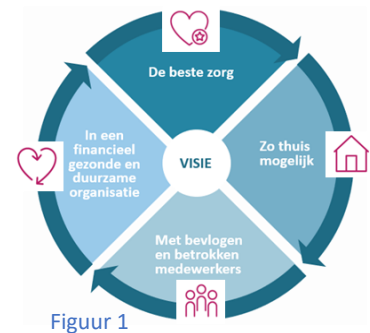 De beste zorg
Zo thuis
mogelijk
In een
financieel
gezonde en
duurzame
organisatie
VISIE
Met bevlogen
en betrokken
medewerkers
Figuur 1